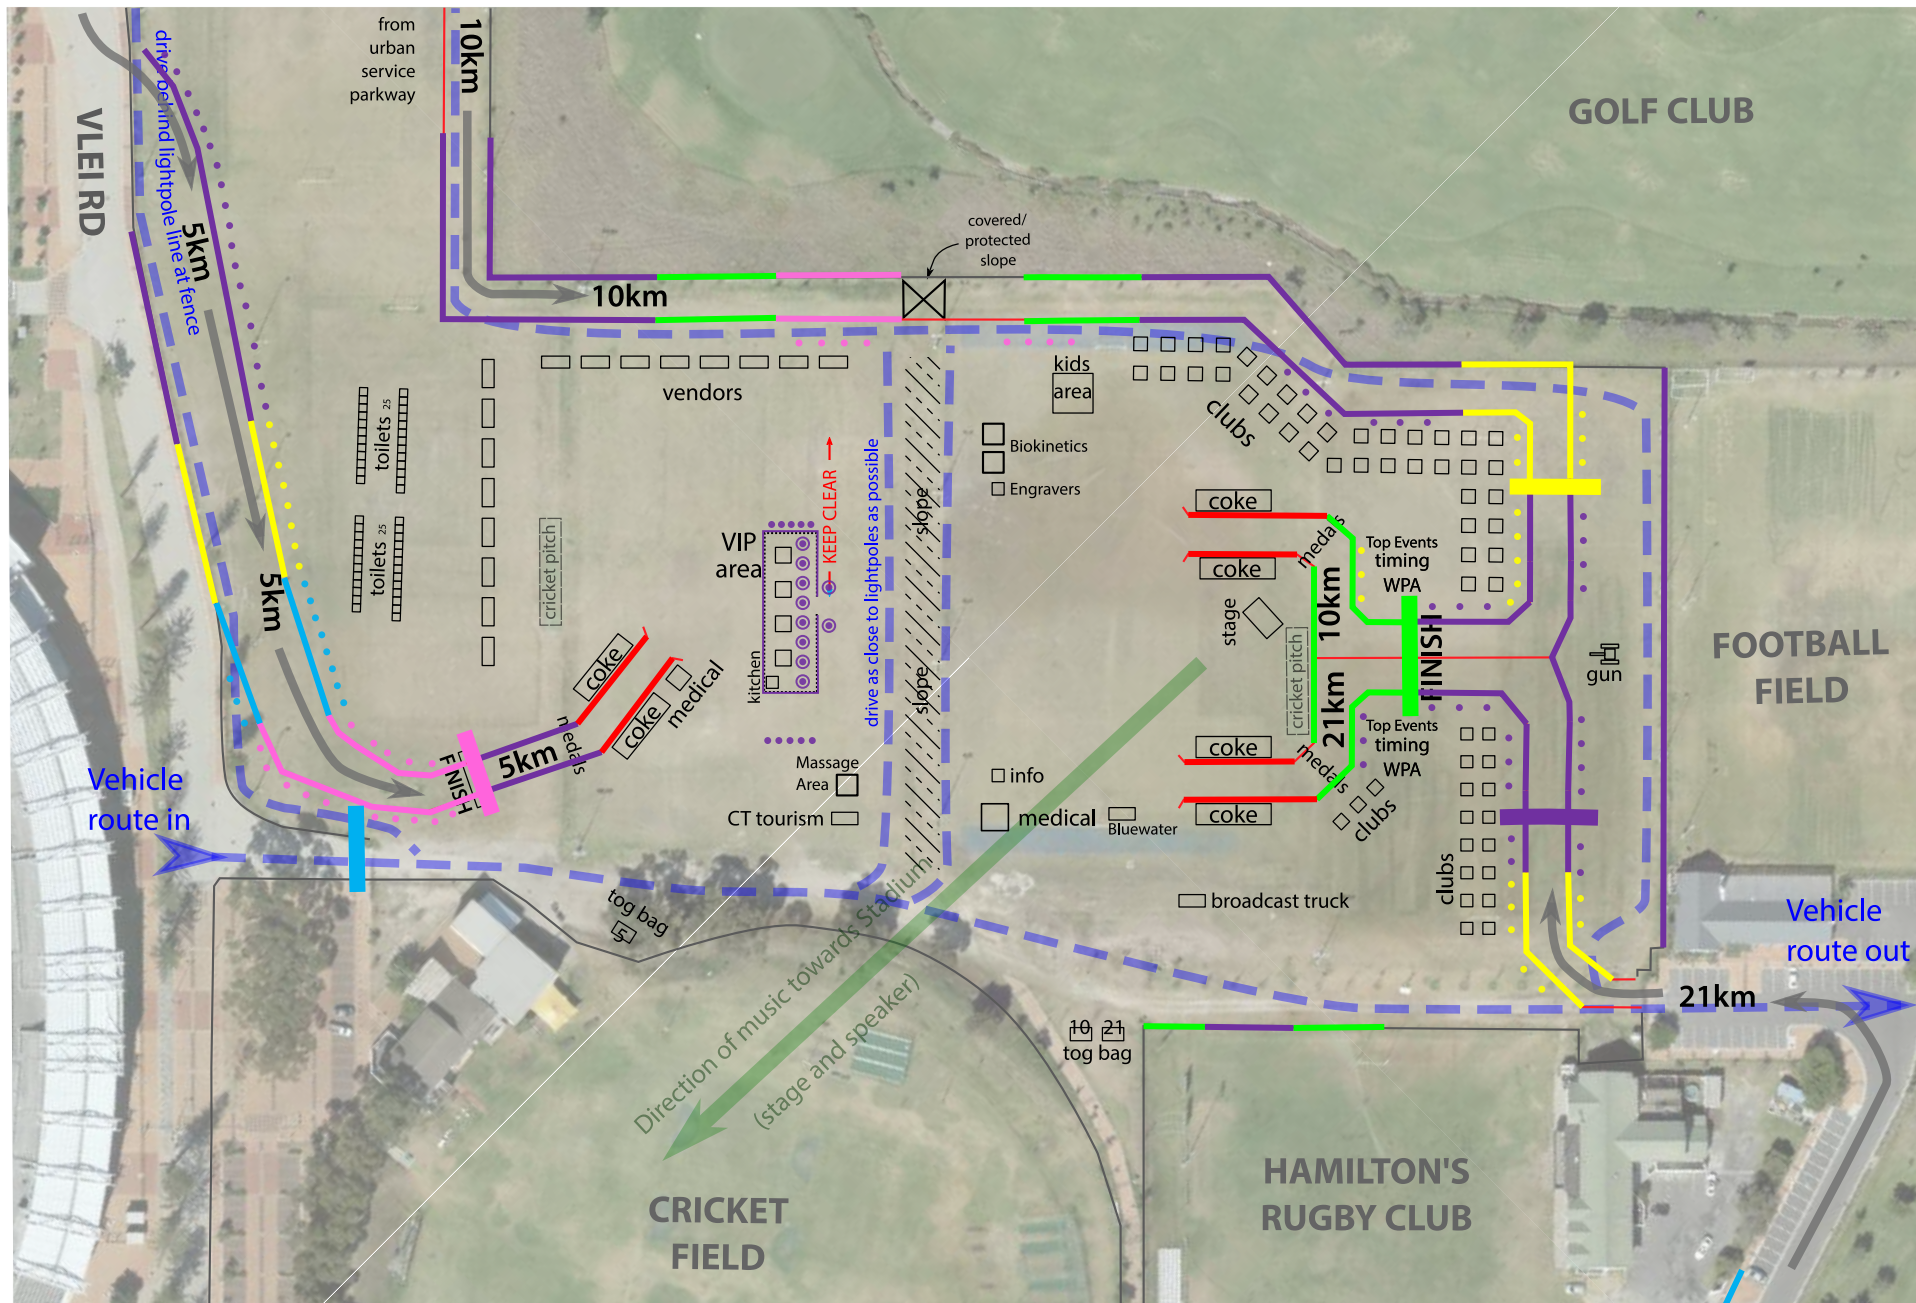 from
urban
service
parkway
10km
GOLF CLUB
VLEI RD
drive behind lightpole line at fence
5km
covered/
protected
slope
10km
vendors
kids
area
clubs
toilets 25
toilets 25
Biokinetics
Engravers
KEEP CLEAR
drive as close to lightpoles as possible
slope
slope
cricket pitch
VIP
area
kitchen
coke
coke
medals
Top Events
timing
WPA
10km
stage
cricket pitch
FINISH
gun
FOOTBALL
FIELD
5km
coke
coke
medical
medals
5km
FINISH
21km
Top Events
timing
WPA
medals
coke
coke
clubs
clubs
Massage
Area
CT tourism
info
medical
Bluewater
broadcast truck
Vehicle
route in
Vehicle
route out
tog bag
5
21km
10 21
tog bag
Direction of music towards Stadium
(stage and speaker)
CRICKET
FIELD
HAMILTON'S
RUGBY CLUB